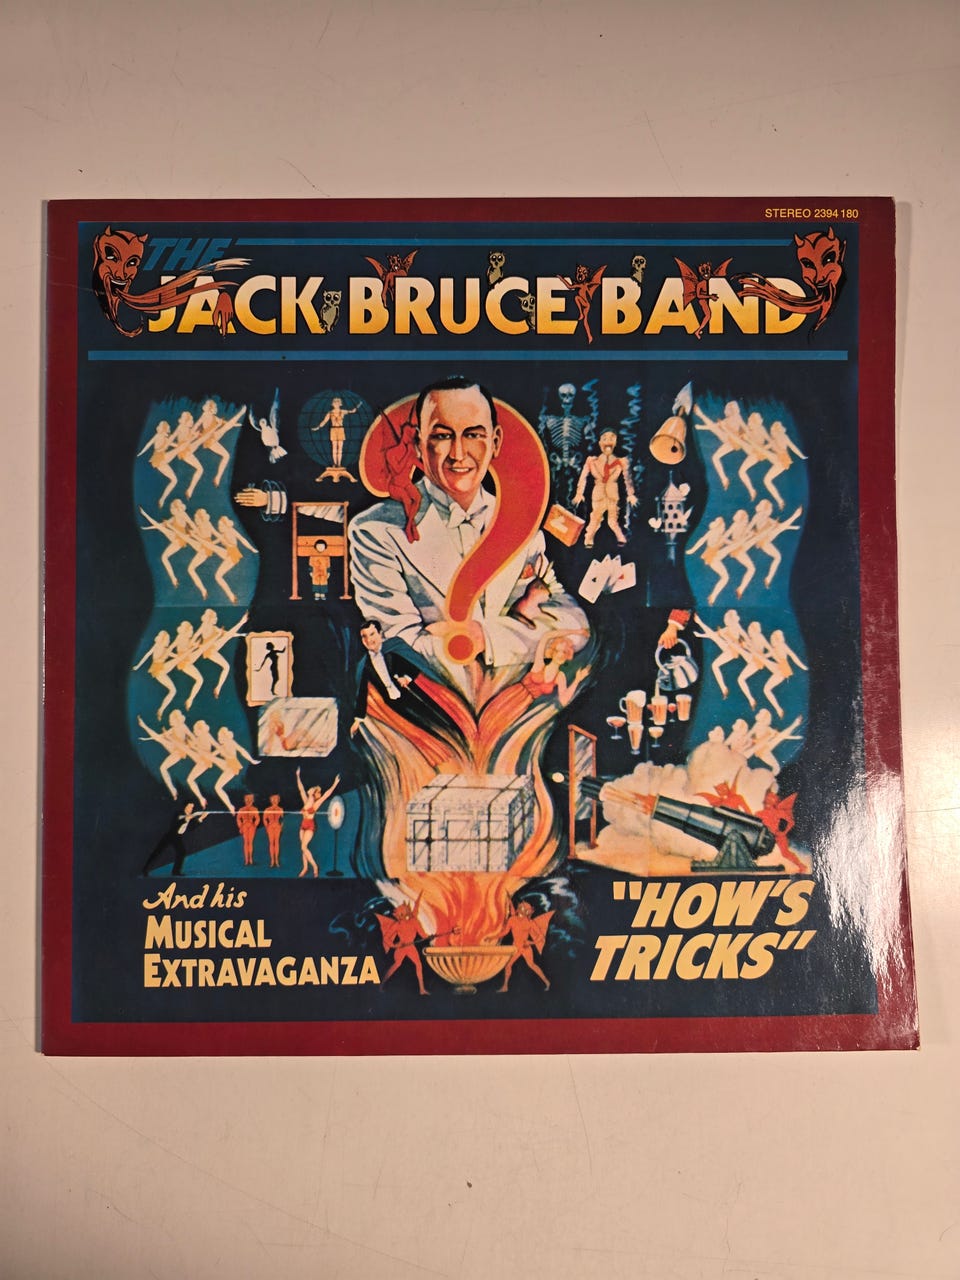 STEREO 2394 180
THE
JACK BRUCE BAND
And his
MUSICAL
EXTRAVAGANZA
"HOW'S
TRICKS"